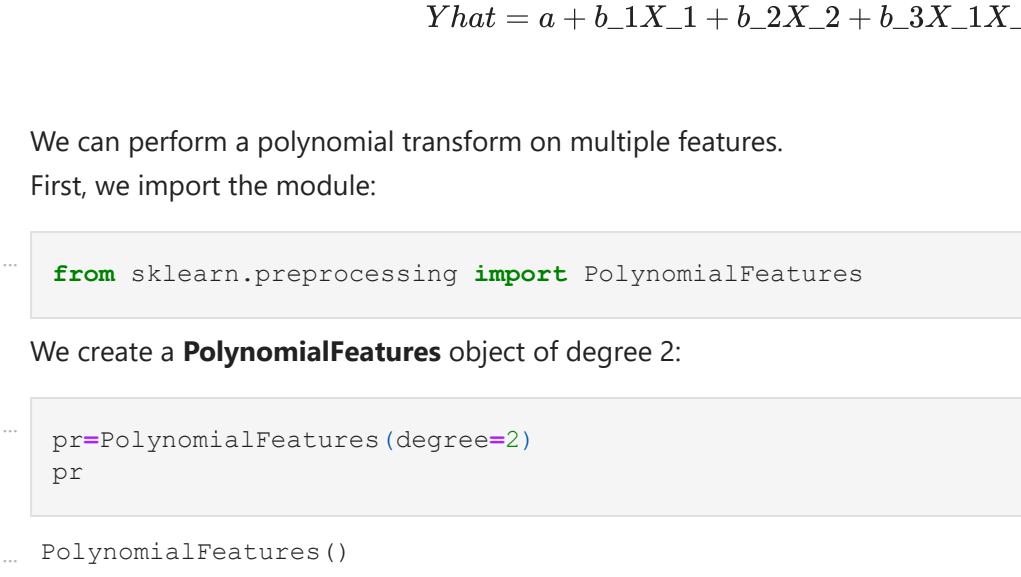 Yhat = a + b_1X_1 + b_2X_2 + b_3X_1X_
We can perform a polynomial transform on multiple features.
First, we import the module:
... from sklearn.preprocessing import PolynomialFeatures
We create a PolynomialFeatures object of degree 2:
... pr=PolynomialFeatures(degree=2)
pr
... PolynomialFeatures()